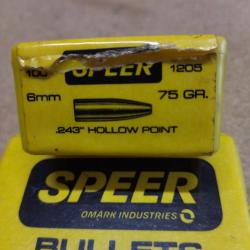 100 SPEER 1205
6mm 75 GR.
.243" HOLLOW POINT
SPEER
OMARK INDUSTRIES
BULLETS